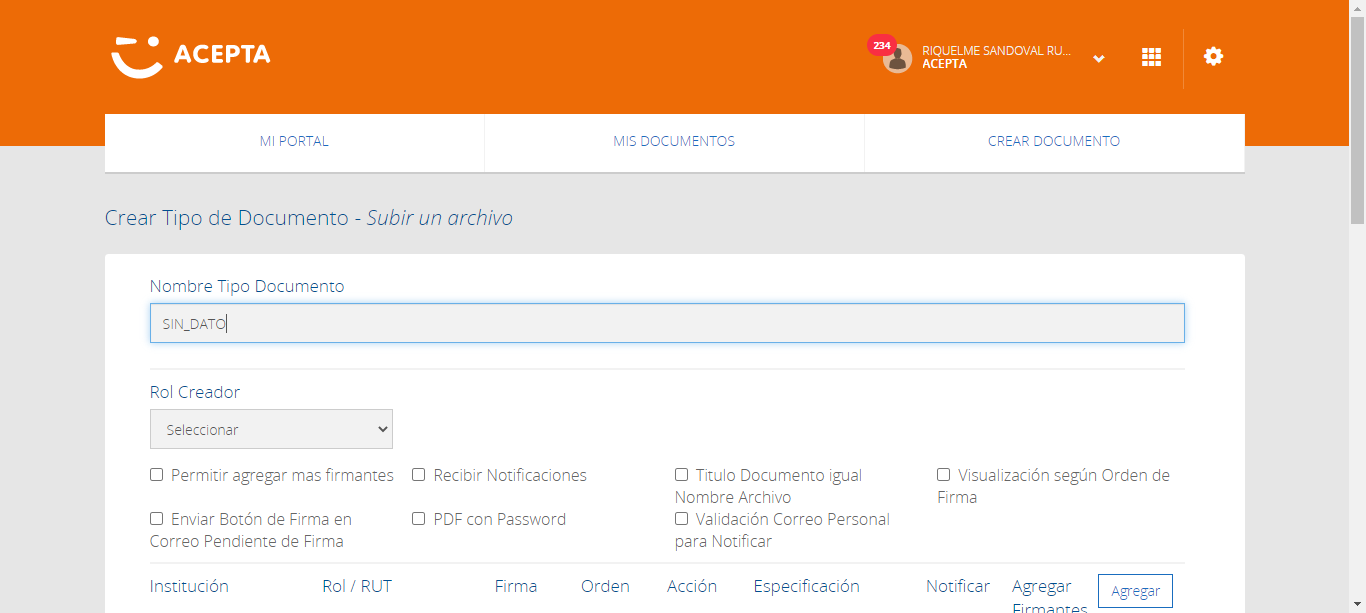 ACEPTA
234
RIQUELME SANDOVAL RU...
ACEPTA
MI PORTAL
MIS DOCUMENTOS
CREAR DOCUMENTO
Crear Tipo de Documento - Subir un archivo
Nombre Tipo Documento
SIN_DATO
Rol Creador
Seleccionar
Permitir agregar mas firmantes
Recibir Notificaciones
Titulo Documento igual
Nombre Archivo
Visualización según Orden de
Firma
Enviar Botón de Firma en
Correo Pendiente de Firma
PDF con Password
Validación Correo Personal
para Notificar
Institución
Rol / RUT
Firma
Orden
Acción
Especificación
Notificar
Agregar
Firmantes
Agregar